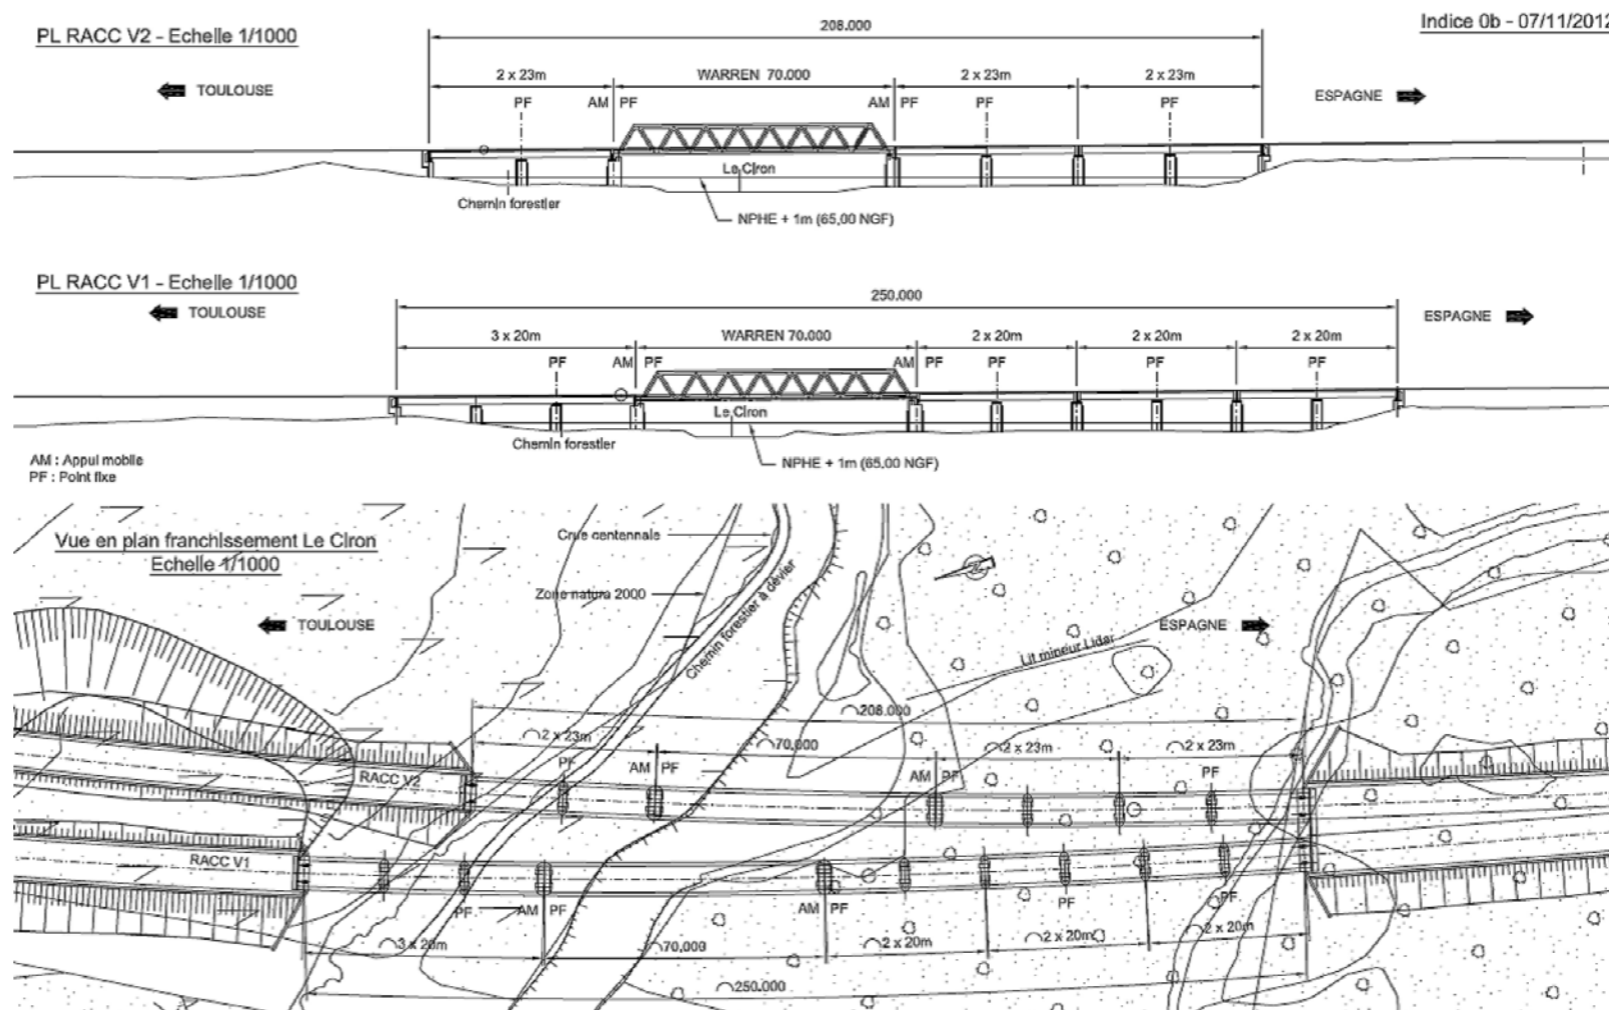 PL RACC V2 - Echelle 1/1000
208.000
Indice 0b - 07/11/2012
TOULOUSE
2 x 23m
WARREN 70.000
2 x 23m
2 x 23m
ESPAGNE
PF
AM
PF
AM
PF
PF
PF
Le Ciron
Chemin forestier
NPHE + 1m (65,00 NGF)
PL RACC V1 - Echelle 1/1000
TOULOUSE
250.000
ESPAGNE
3 x 20m
WARREN 70.000
2 x 20m
2 x 20m
2 x 20m
PF
AM
PF
AM
PF
PF
PF
PF
Le Ciron
Chemin forestier
NPHE + 1m (65,00 NGF)
AM : Appui mobile
PF : Point fixe
Vue en plan franchissement Le Ciron
Echelle 1/1000
Crue centennale
Zone natura 2000
Chemin forestier à dévier
TOULOUSE
ESPAGNE
Lit mineur Lidar
208.000
2 x 23m
70.000
2 x 23m
2 x 23m
PF
AM
PF
AM
PF
PF
RACC V2
RACC V1
PF
AM
PF
AM
PF
PF
PF
3 x 20m
70.000
2 x 20m
2 x 20m
2 x 20m
250.000